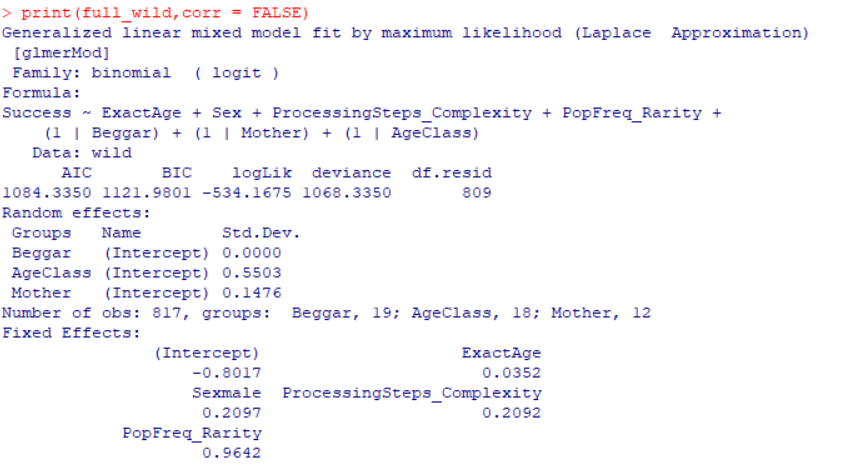 > print(full_wild,corr = FALSE)
Generalized linear mixed model fit by maximum likelihood (Laplace  Approximation)
 [glmerMod]
 Family: binomial  ( logit )
Formula:
Success ~ ExactAge + Sex + ProcessingSteps_Complexity + PopFreq_Rarity +
    (1 | Beggar) + (1 | Mother) + (1 | AgeClass)
   Data: wild
      AIC       BIC    logLik  deviance  df.resid
1084.3350 1121.9801 -534.1675 1068.3350       809
Random effects:
 Groups   Name        Std.Dev.
 Beggar   (Intercept) 0.0000
 AgeClass (Intercept) 0.5503
 Mother   (Intercept) 0.1476
Number of obs: 817, groups:  Beggar, 19; AgeClass, 18; Mother, 12
Fixed Effects:
               (Intercept)                    ExactAge
                   -0.8017                      0.0352
                   Sexmale  ProcessingSteps_Complexity
                    0.2097                      0.2092
            PopFreq_Rarity
                    0.9642